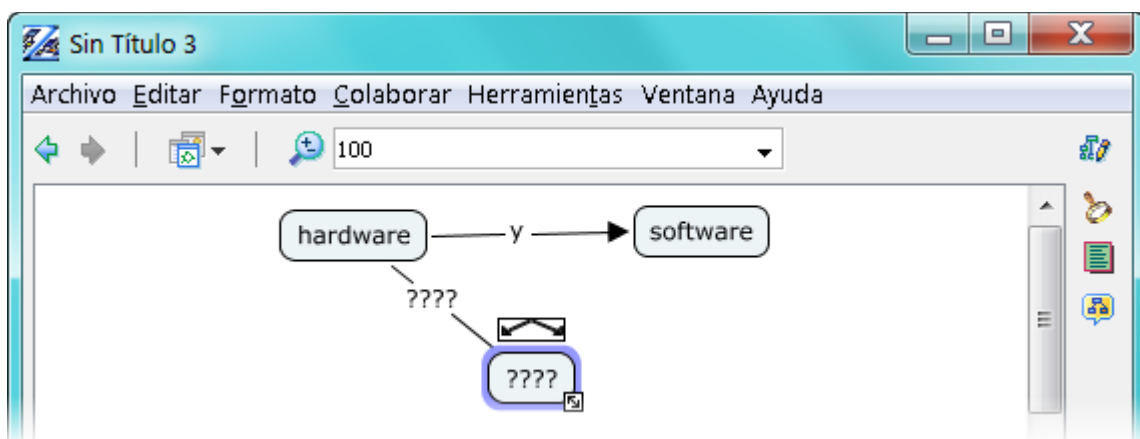 Sin Título 3
Archivo Editar Formato Colaborar Herramientas Ventana Ayuda
100
hardware y software
????
????